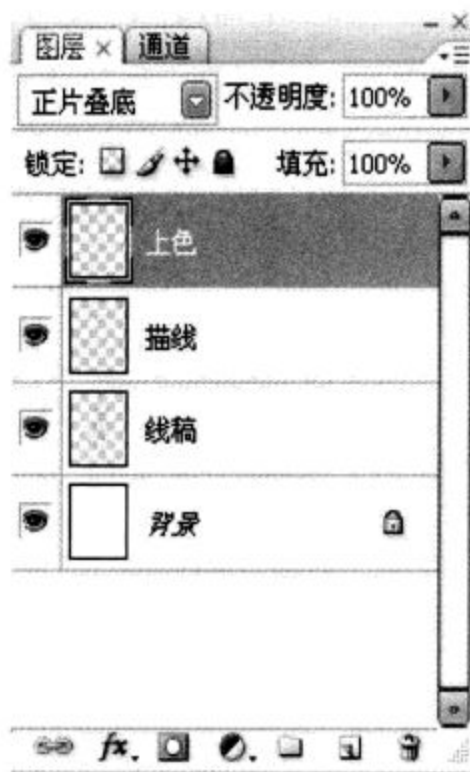 图层 × 通道
正片叠底 不透明度: 100%
锁定: 填充: 100%
上色
描线
线稿
背景
fx.